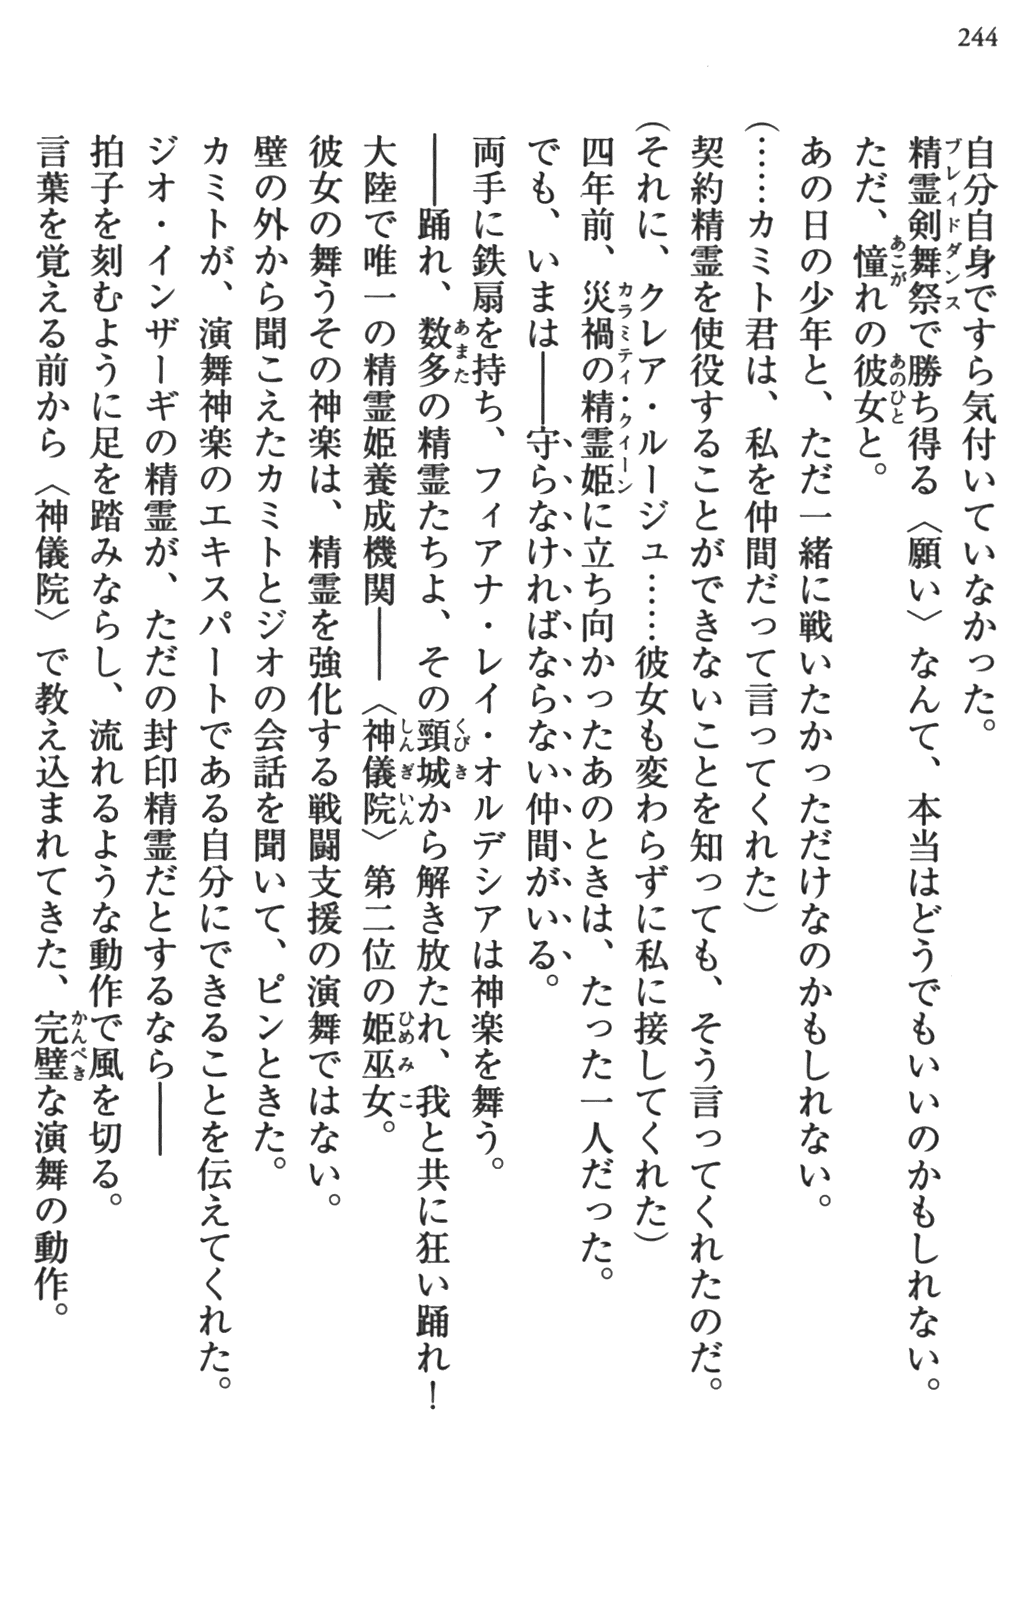 244
自分自身ですら気付いていなかった。
精霊剣舞祭で勝ち得る〈願い〉なんて、本当はどうでもいいのかもしれない。
ブレイドダンス
ただ、憧れの彼女と。
あこが
あのひと
あの日の少年と、ただ一緒に戦いたかっただけなのかもしれない。
(……カミト君は、私を仲間だって言ってくれた)
契約精霊を使役することができないことを知っても、そう言ってくれたのだ。
(それに、クレア・ルージュ……彼女も変わらずに私に接してくれた)
四年前、災禍の精霊姫に立ち向かったあのときは、たった一人だった。
カラミティ・クイーン
でも、いまは――守らなければならない仲間がいる。
両手に鉄扇を持ち、フィアナ・レイ・オルデシアは神楽を舞う。
――踊れ、数多の精霊たちよ、その頸城から解き放たれ、我と共に狂い踊れ!
あまた
くびき
大陸で唯一の精霊姫養成機関――〈神儀院〉第二位の姫巫女。
しんぎいん
ひめみこ
彼女の舞うその神楽は、精霊を強化する戦闘支援の演舞ではない。
壁の外から聞こえたカミトとジオの会話を聞いて、ピンときた。
カミトが、演舞神楽のエキスパートである自分にできることを伝えてくれた。
ジオ・インザーギの精霊が、ただの封印精霊だとするなら――
拍子を刻むように足を踏みならし、流れるような動作で風を切る。
言葉を覚える前から〈神儀院〉で教え込まれてきた、完璧な演舞の動作。
かんぺき